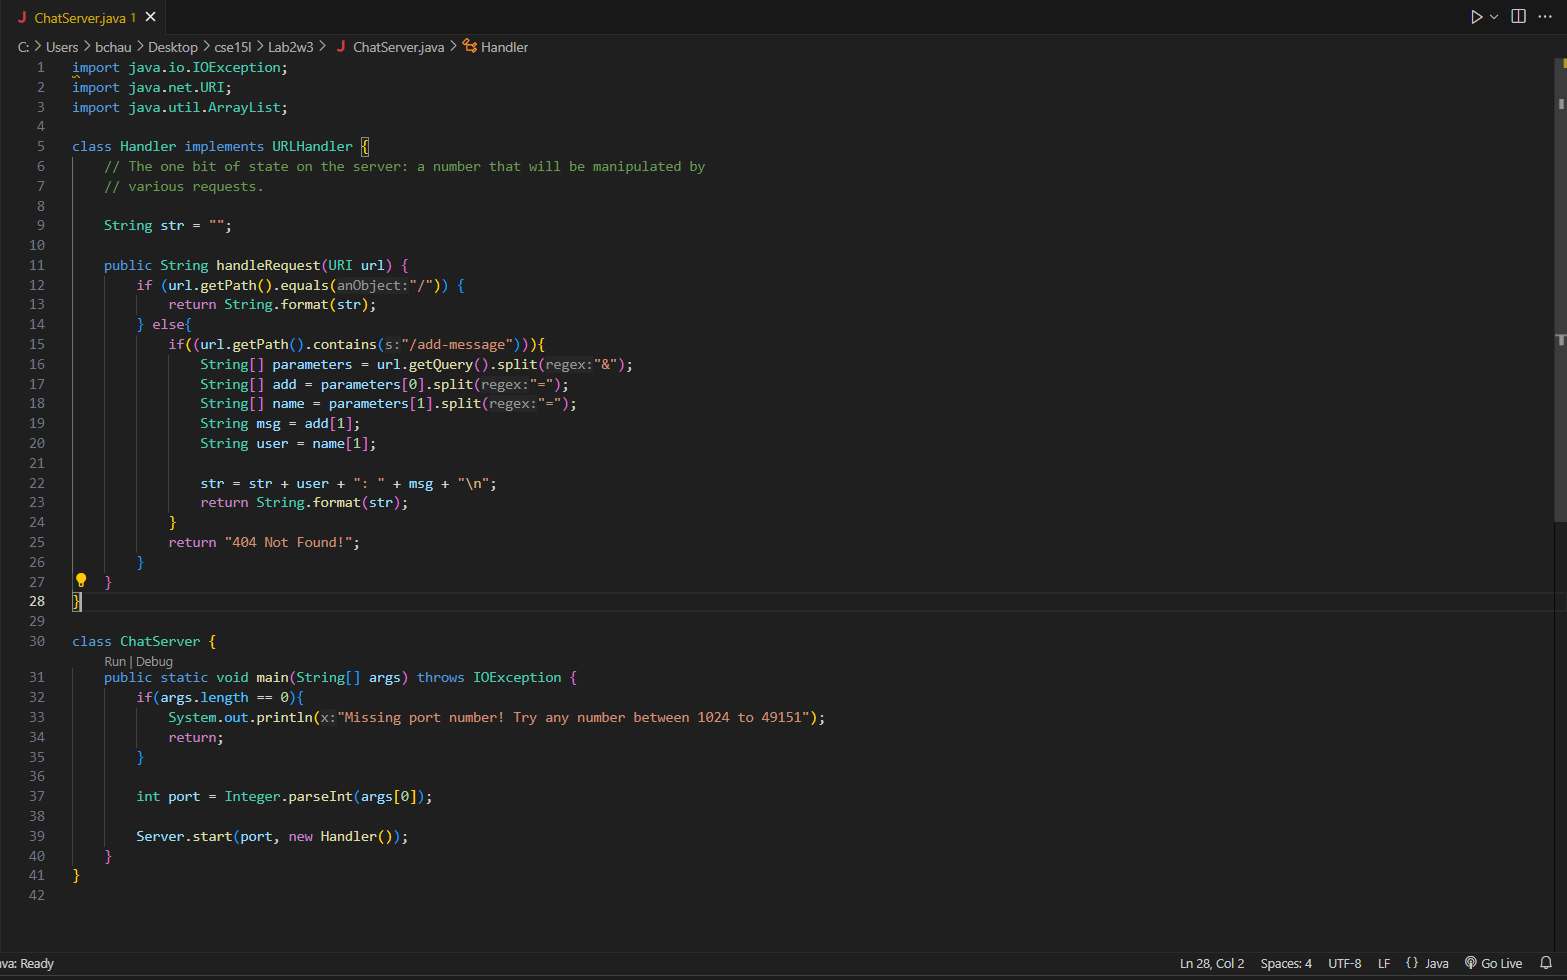 J ChatServer.java 1 ×
C: > Users > bchau > Desktop > cse15l > Lab2w3 > J ChatServer.java > Handler
1 import java.io.IOException;
2 import java.net.URI;
3 import java.util.ArrayList;
4
5 class Handler implements URLHandler {
6     // The one bit of state on the server: a number that will be manipulated by
7     // various requests.
8
9     String str = "";
10
11     public String handleRequest(URI url) {
12         if (url.getPath().equals(anObject:"/")) {
13             return String.format(str);
14         } else{
15             if((url.getPath().contains(s:"/add-message"))){
16                 String[] parameters = url.getQuery().split(regex:"&");
17                 String[] add = parameters[0].split(regex:"=");
18                 String[] name = parameters[1].split(regex:"=");
19                 String msg = add[1];
20                 String user = name[1];
21
22                 str = str + user + ": " + msg + "\n";
23                 return String.format(str);
24             }
25             return "404 Not Found!";
26         }
27     }
28 }
29
30 class ChatServer {
Run | Debug
31     public static void main(String[] args) throws IOException {
32         if(args.length == 0){
33             System.out.println(x:"Missing port number! Try any number between 1024 to 49151");
34             return;
35         }
36
37         int port = Integer.parseInt(args[0]);
38
39         Server.start(port, new Handler());
40     }
41 }
42
va: Ready Ln 28, Col 2 Spaces: 4 UTF-8 LF {} Java Go Live